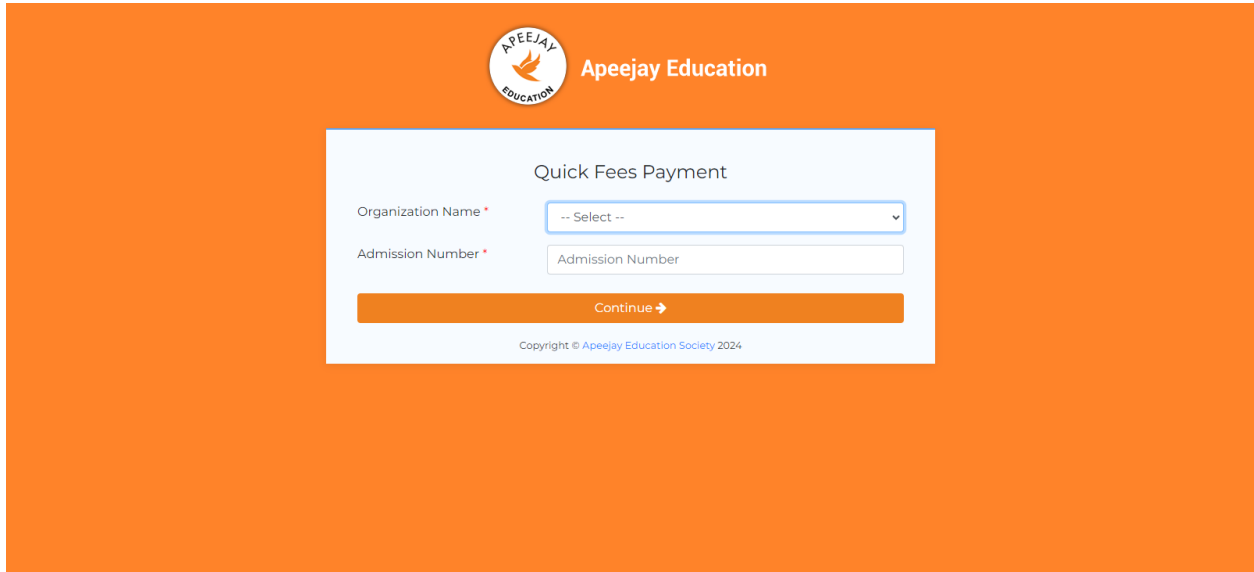 APEEJAY
EDUCATION
Apeejay Education
Quick Fees Payment
Organization Name *
-- Select --
Admission Number *
Admission Number
Continue
Copyright © Apeejay Education Society 2024